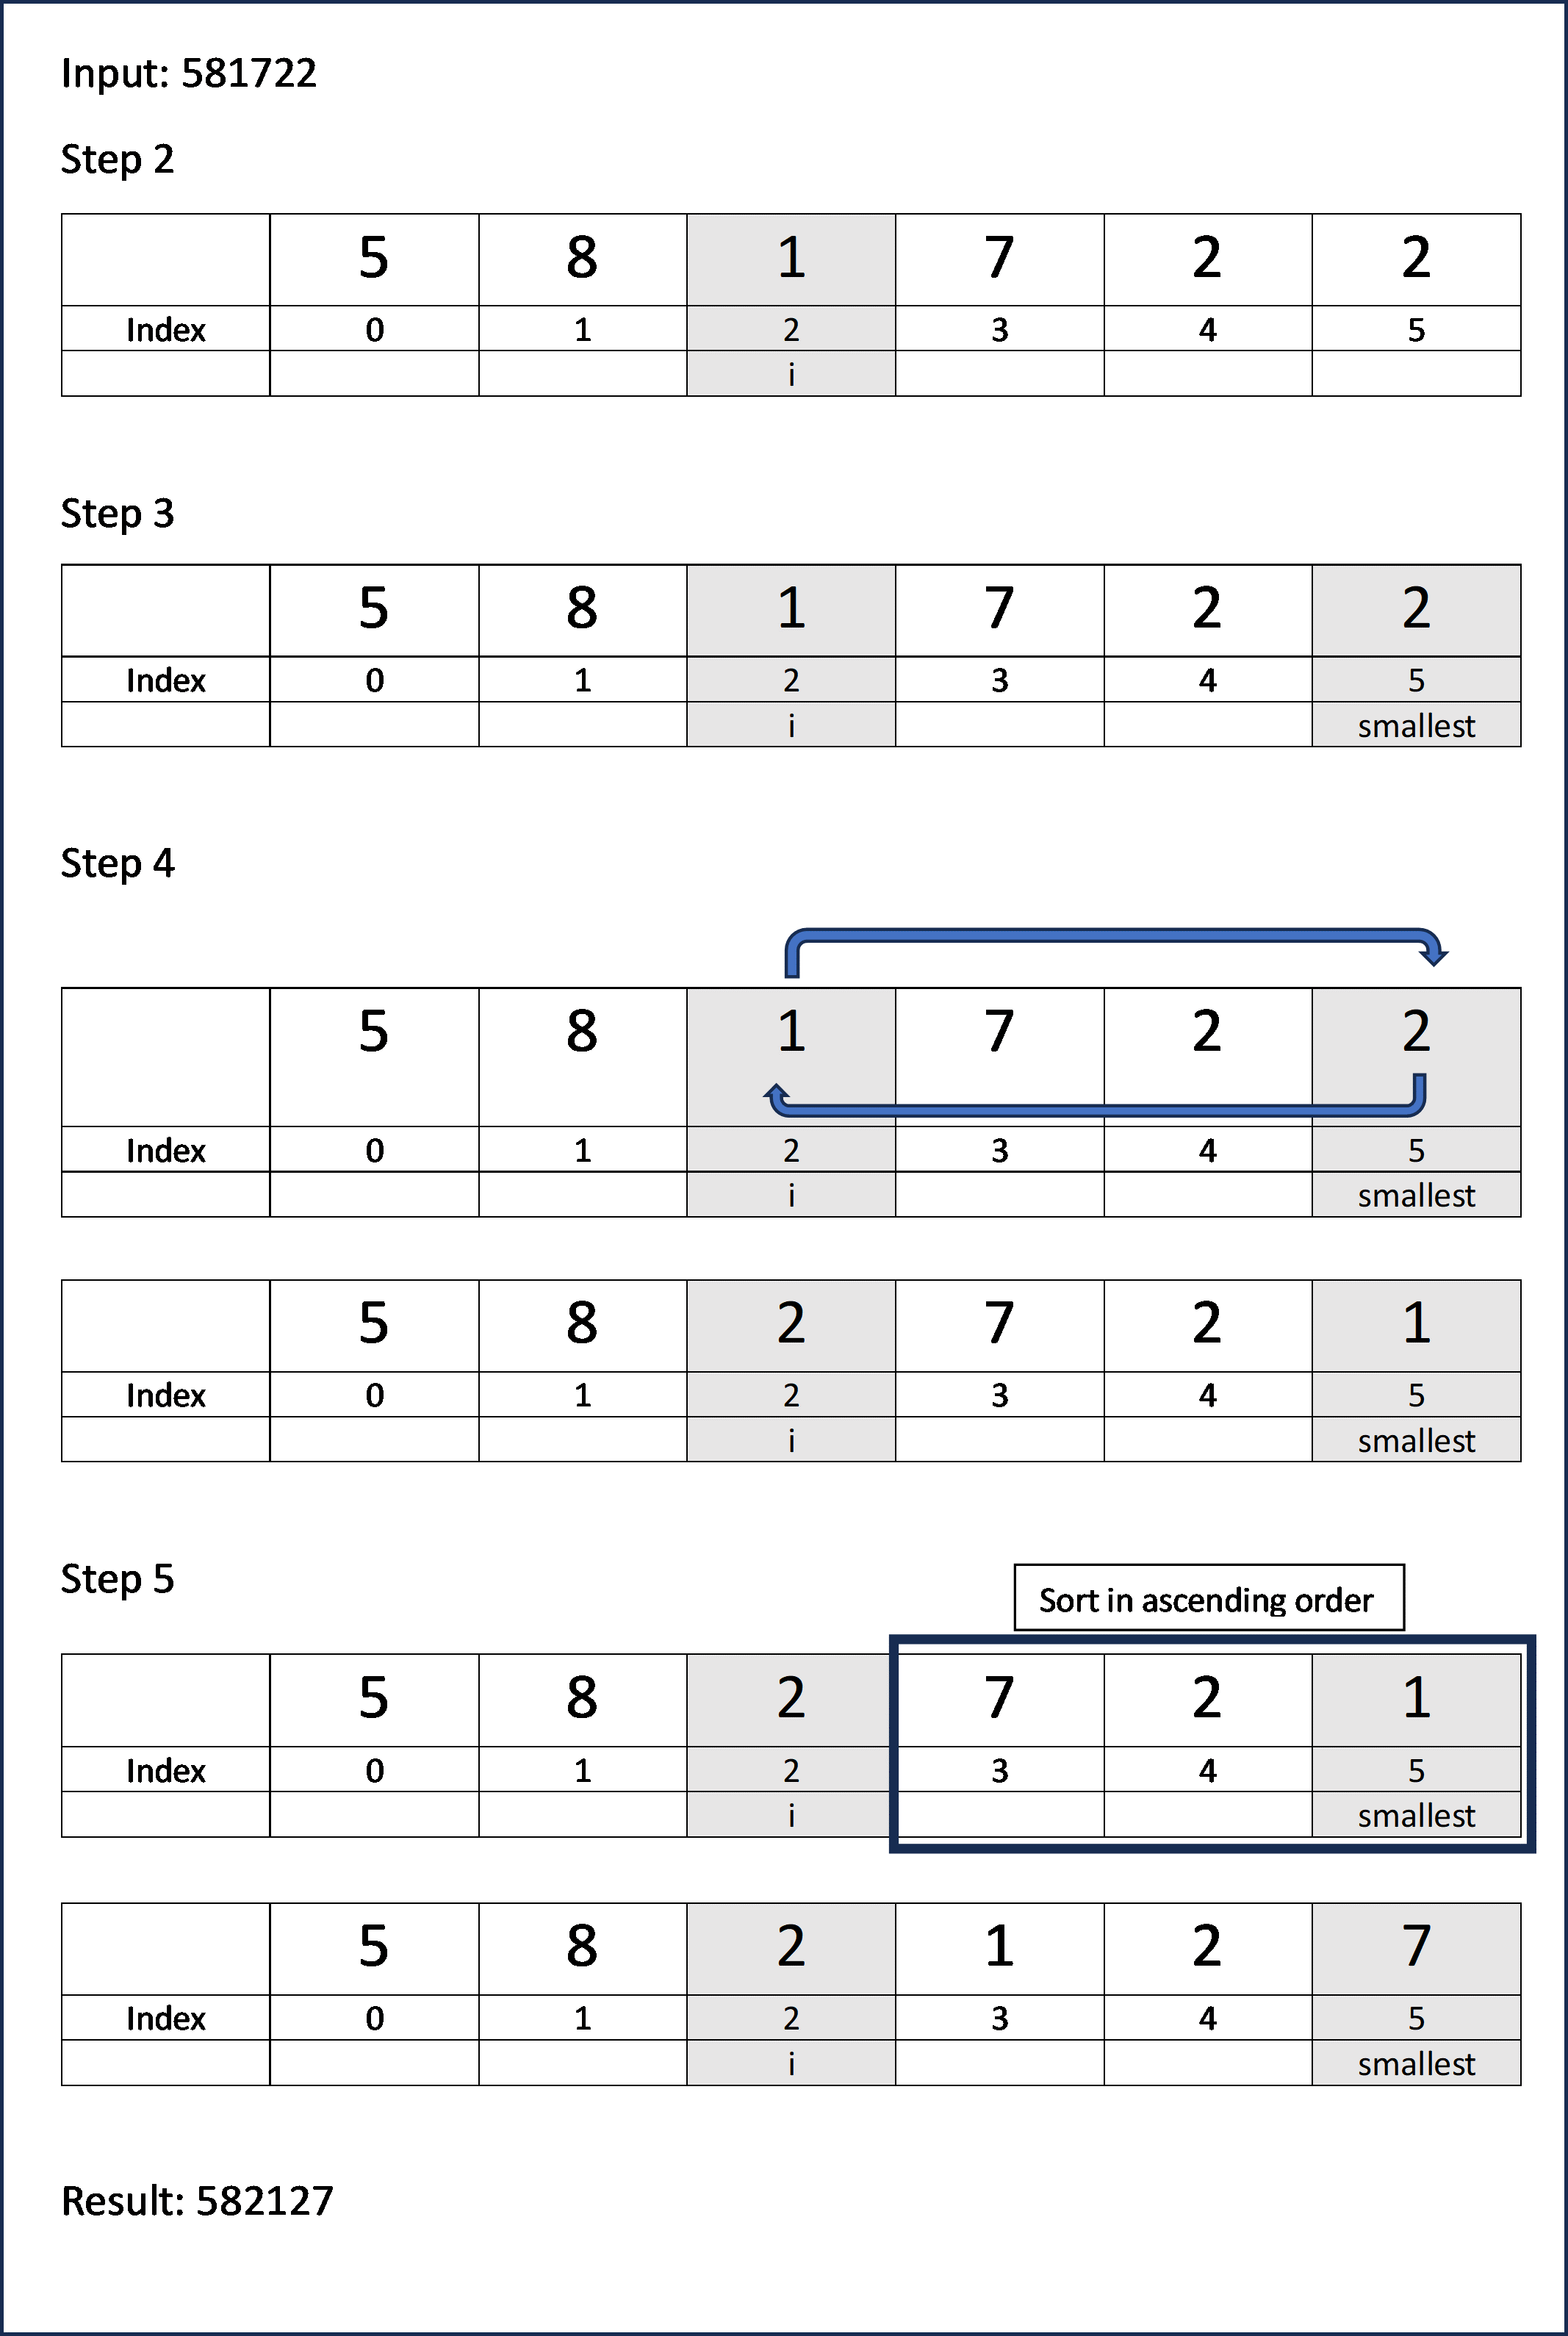 Input: 581722
Step 2
5 8 1 7 2 2
Index 0 1 2 3 4 5
i
Step 3
5 8 1 7 2 2
Index 0 1 2 3 4 5
i smallest
Step 4
5 8 1 7 2 2
Index 0 1 2 3 4 5
i smallest
5 8 2 7 2 1
Index 0 1 2 3 4 5
i smallest
Step 5
Sort in ascending order
5 8 2 7 2 1
Index 0 1 2 3 4 5
i smallest
5 8 2 1 2 7
Index 0 1 2 3 4 5
i smallest
Result: 582127